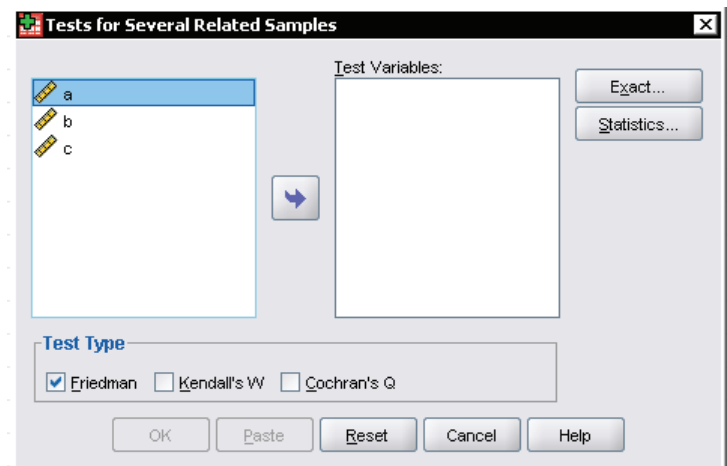 Tests for Several Related Samples
a
b
c
Test Variables:
Exact...
Statistics...
Test Type
Friedman Kendall's W Cochran's Q
OK Paste Reset Cancel Help